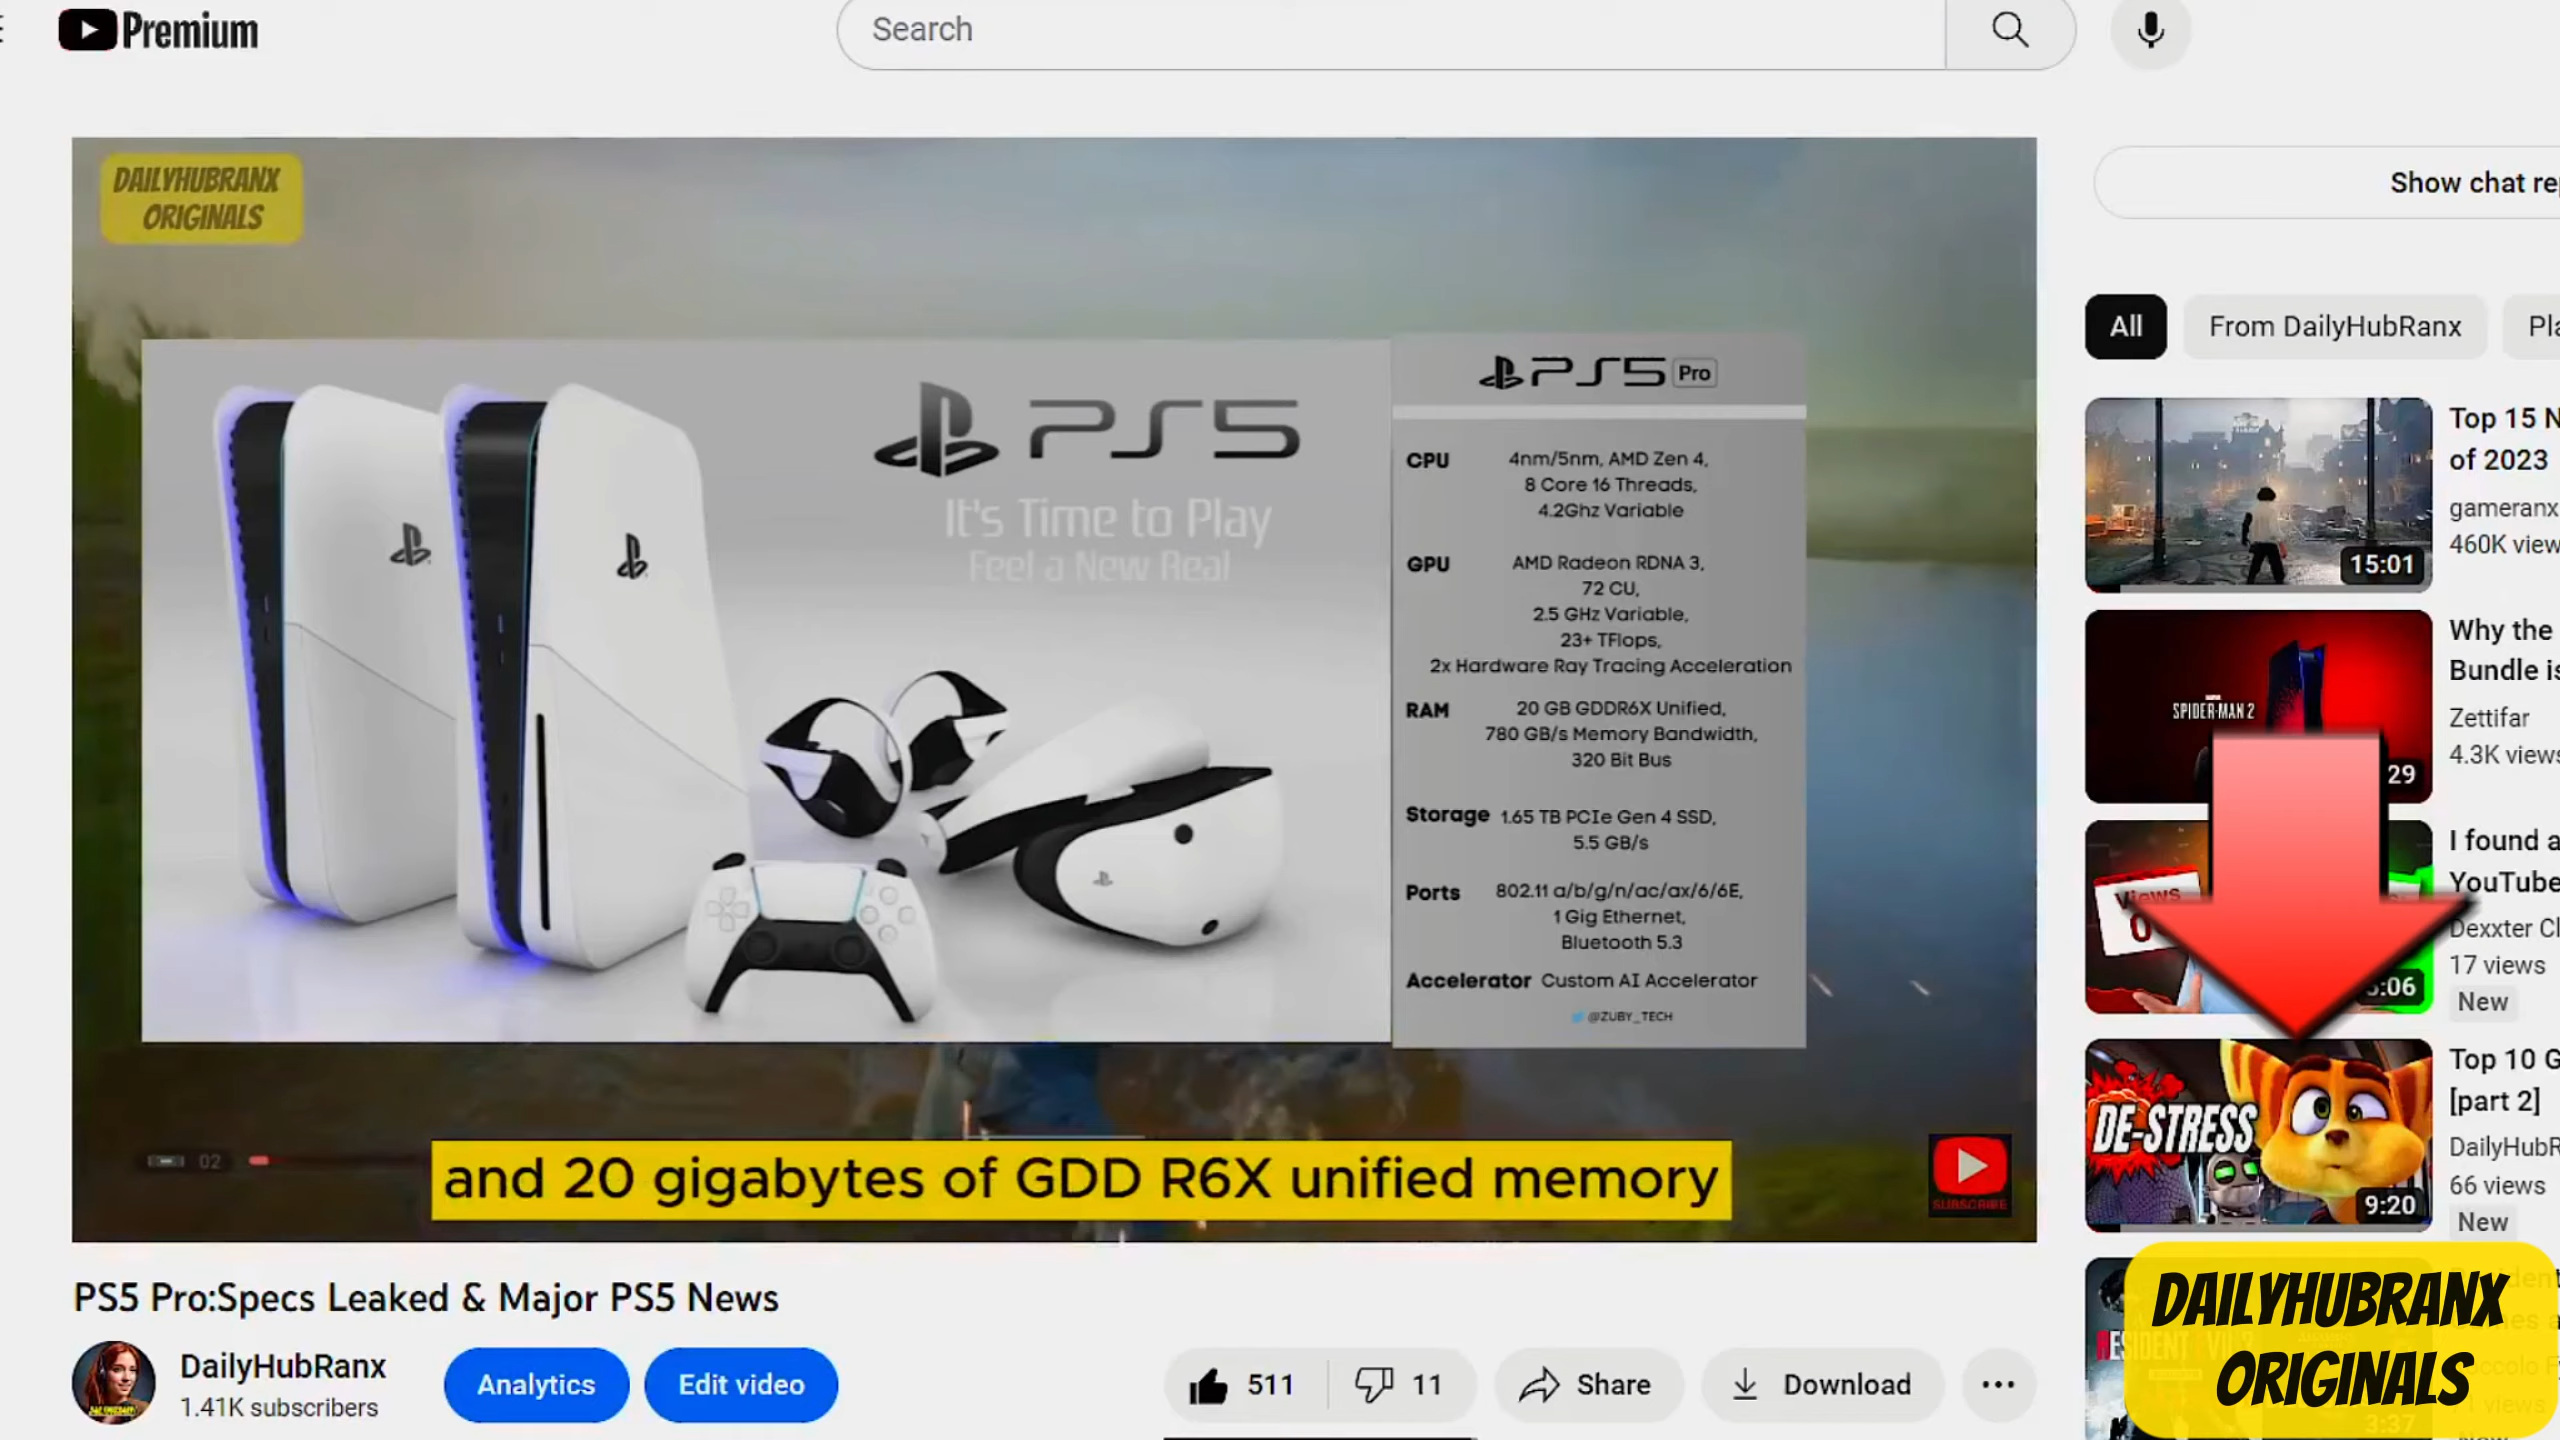 Premium
Search
DAILYHUBRANX
ORIGINALS
PS5
It's Time to Play
Feel a New Real
PS5 Pro
CPU 4nm/5nm, AMD Zen 4,
8 Core 16 Threads,
4.2Ghz Variable
GPU AMD Radeon RDNA 3,
72 CU,
2.5 GHz Variable,
23+ TFlops,
2x Hardware Ray Tracing Acceleration
RAM 20 GB GDDR6X Unified,
780 GB/s Memory Bandwidth,
320 Bit Bus
Storage 1.65 TB PCIe Gen 4 SSD,
5.5 GB/s
Ports 802.11 a/b/g/n/ac/ax/6/6E,
1 Gig Ethernet,
Bluetooth 5.3
Accelerator Custom AI Accelerator
@ZUBY_TECH
02
and 20 gigabytes of GDD R6X unified memory
SUBSCRIBE
PS5 Pro:Specs Leaked & Major PS5 News
DailyHubRanx
1.41K subscribers
Analytics
Edit video
511
11
Share
Download
Show chat
All
From DailyHubRanx
Top 15
of 2023
gameranx
460K
15:01
Why the
Bundle
Zettifar
4.3K views
SPIDER-MAN 2
29
I found
YouTube
Dexxter
17 views
New
Views
0
:06
Top 10
[part 2]
66 views
New
DE-STRESS
9:20
DAILYHUBRANX
ORIGINALS
3:37